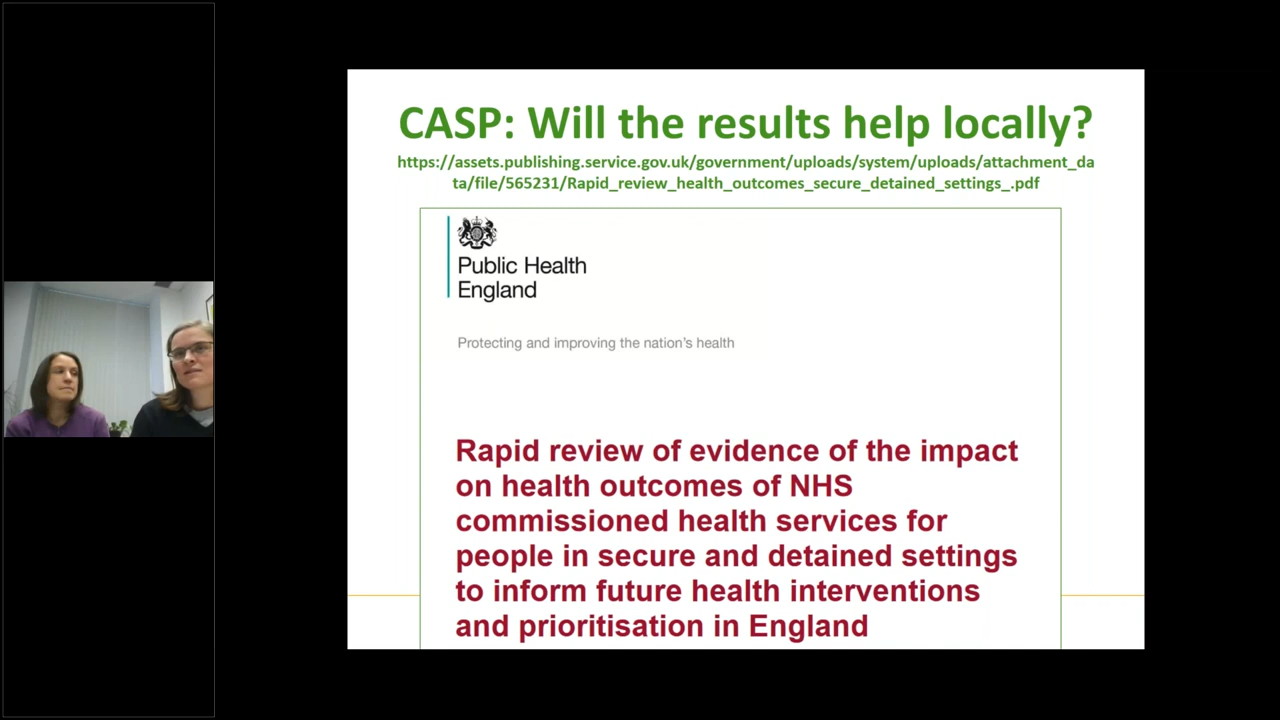 CASP: Will the results help locally?
https://assets.publishing.service.gov.uk/government/uploads/system/uploads/attachment_da
ta/file/565231/Rapid_review_health_outcomes_secure_detained_settings_.pdf
Public Health
England
Protecting and improving the nation's health
Rapid review of evidence of the impact
on health outcomes of NHS
commissioned health services for
people in secure and detained settings
to inform future health interventions
and prioritisation in England